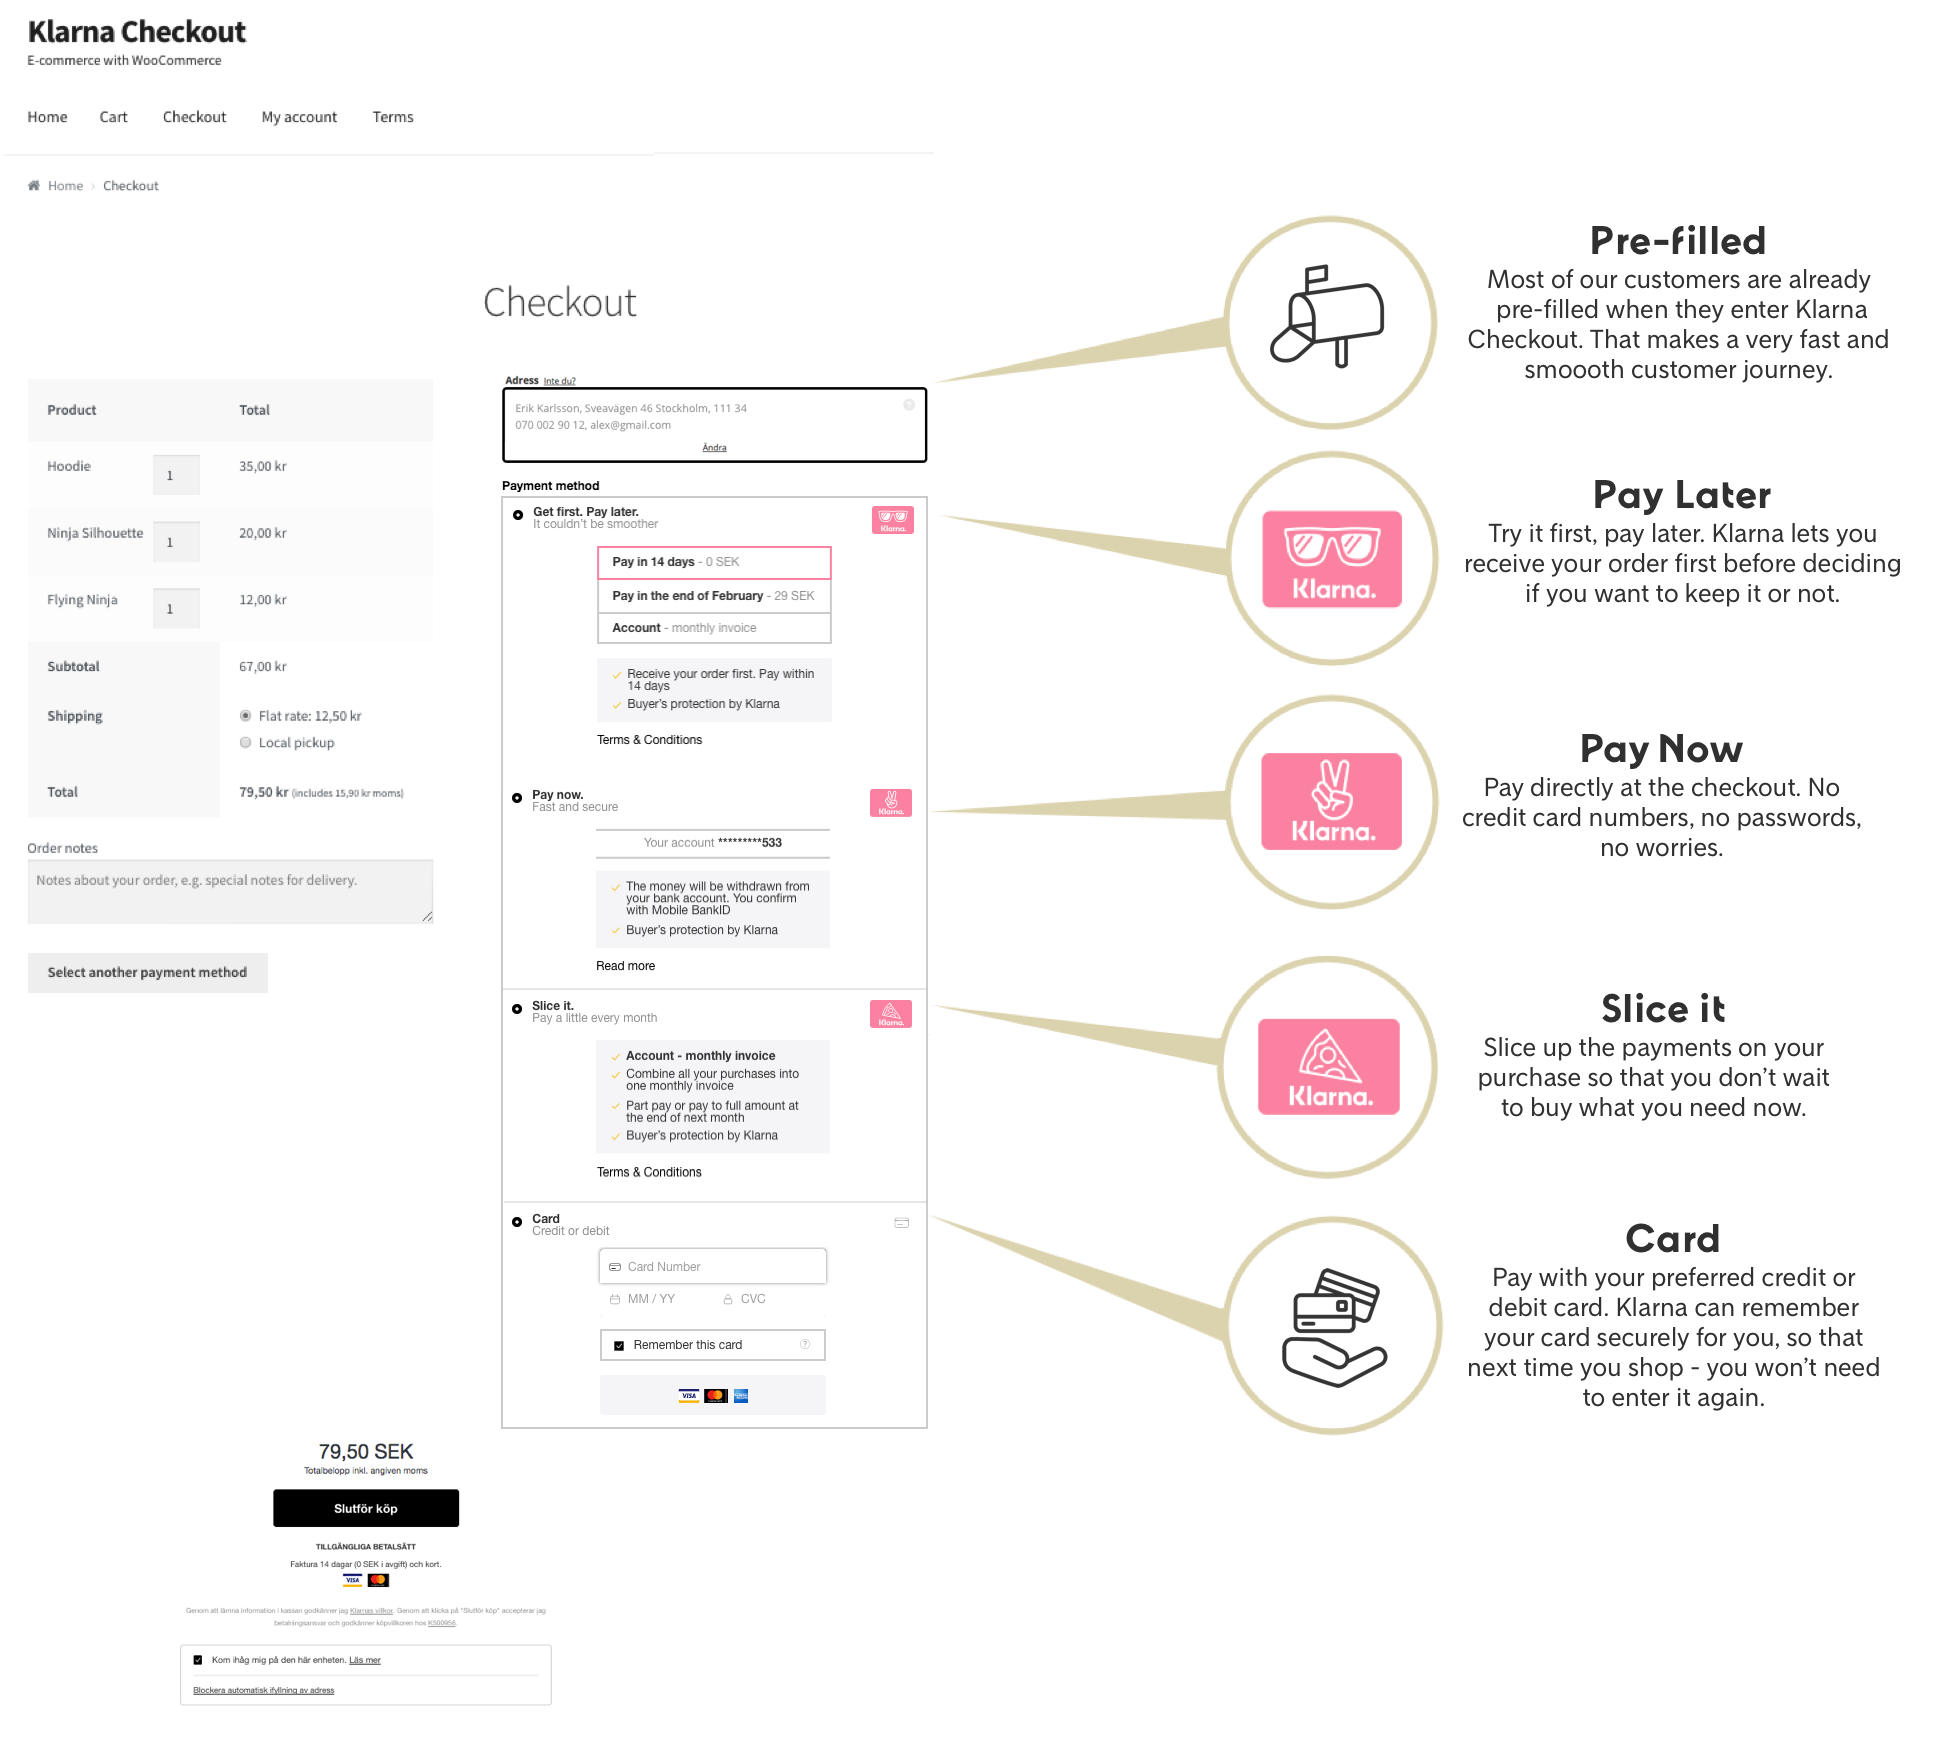 Klarna Checkout
E-commerce with WooCommerce
Home Cart Checkout My account Terms
Home › Checkout
Checkout
Product Total
Hoodie 1 35,00 kr
Ninja Silhouette 1 20,00 kr
Flying Ninja 1 12,00 kr
Subtotal 67,00 kr
Shipping Flat rate: 12,50 kr
Local pickup
Total 79,50 kr (includes 15,90 kr moms)
Order notes
Notes about your order, e.g. special notes for delivery.
Select another payment method
Adress Inte du?
Erik Karlsson, Sveavägen 46 Stockholm, 111 34
070 002 90 12, alex@gmail.com
Ändra
Payment method
Get first. Pay later.
It couldn't be smoother
Klarna.
Pay in 14 days - 0 SEK
Pay in the end of February - 29 SEK
Account - monthly invoice
Receive your order first. Pay within
14 days
Buyer's protection by Klarna
Terms & Conditions
Pay now.
Fast and secure
Klarna.
Your account *********533
The money will be withdrawn from
your bank account. You confirm
with Mobile BankID
Buyer's protection by Klarna
Read more
Slice it.
Pay a little every month
Klarna.
Account - monthly invoice
Combine all your purchases into
one monthly invoice
Part pay or pay to full amount at
the end of next month
Buyer's protection by Klarna
Terms & Conditions
Card
Credit or debit
Card Number
MM / YY CVC
Remember this card ?
VISA
79,50 SEK
Totalbelopp inkl. angiven moms
Slutför köp
TILLGÄNGLIGA BETALSÄTT
Faktura 14 dagar (0 SEK i avgift) och kort.
VISA
Genom att lämna information i kassan godkänner jag Klarnas villkor. Genom att klicka på "Slutför köp" accepterar jag
betalningsansvar och godkänner köpvillkoren hos K500956.
Kom ihåg mig på den här enheten. Läs mer
Blockera automatisk ifyllning av adress
Pre-filled
Most of our customers are already
pre-filled when they enter Klarna
Checkout. That makes a very fast and
smoooth customer journey.
Klarna.
Pay Later
Try it first, pay later. Klarna lets you
receive your order first before deciding
if you want to keep it or not.
Klarna.
Pay Now
Pay directly at the checkout. No
credit card numbers, no passwords,
no worries.
Klarna.
Slice it
Slice up the payments on your
purchase so that you don't wait
to buy what you need now.
Card
Pay with your preferred credit or
debit card. Klarna can remember
your card securely for you, so that
next time you shop - you won't need
to enter it again.